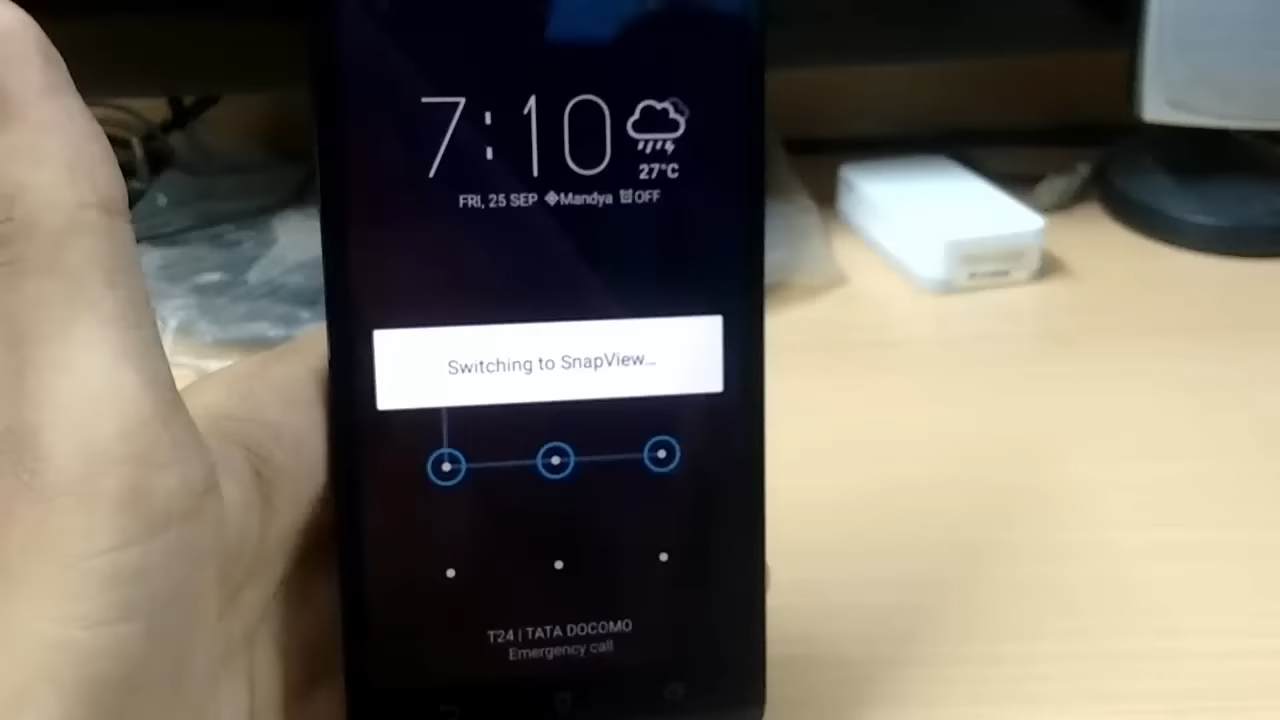 7:10
27°C
FRI, 25 SEP Mandya OFF
Switching to SnapView...
T24 | TATA DOCOMO
Emergency call